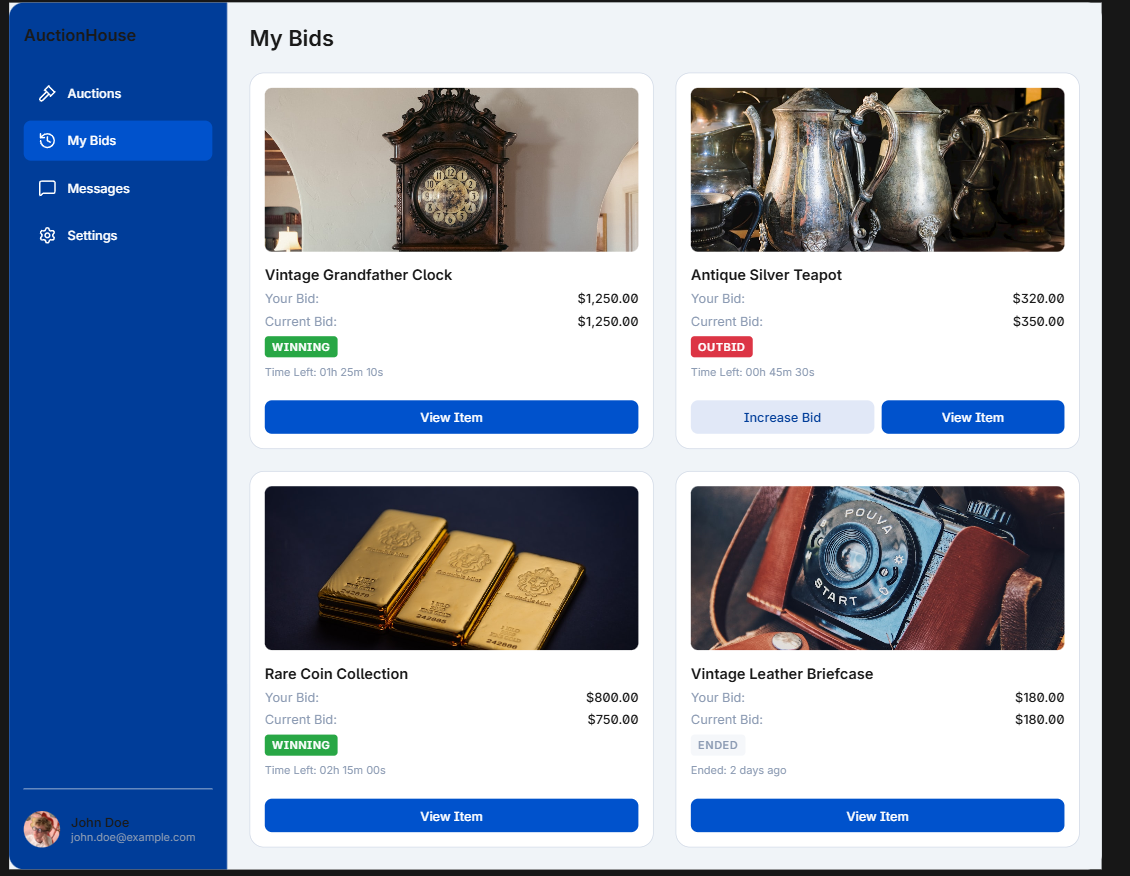 AuctionHouse
Auctions
My Bids
Messages
Settings
John Doe
john.doe@example.com
My Bids
Vintage Grandfather Clock
Your Bid: $1,250.00
Current Bid: $1,250.00
WINNING
Time Left: 01h 25m 10s
View Item
Antique Silver Teapot
Your Bid: $320.00
Current Bid: $350.00
OUTBID
Time Left: 00h 45m 30s
Increase Bid
View Item
242886
Rare Coin Collection
Your Bid: $800.00
Current Bid: $750.00
WINNING
Time Left: 02h 15m 00s
View Item
POUVA
START
Vintage Leather Briefcase
Your Bid: $180.00
Current Bid: $180.00
ENDED
Ended: 2 days ago
View Item